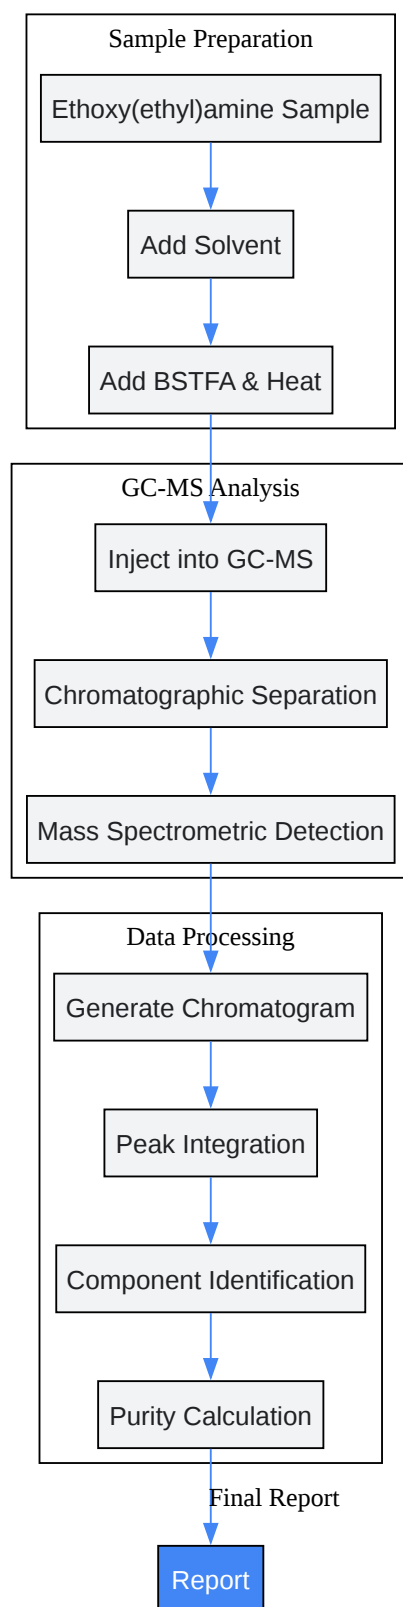 Sample Preparation
Ethoxy(ethyl)amine Sample
Add Solvent
Add BSTFA & Heat
GC-MS Analysis
Inject into GC-MS
Chromatographic Separation
Mass Spectrometric Detection
Data Processing
Generate Chromatogram
Peak Integration
Component Identification
Purity Calculation
Final Report
Report